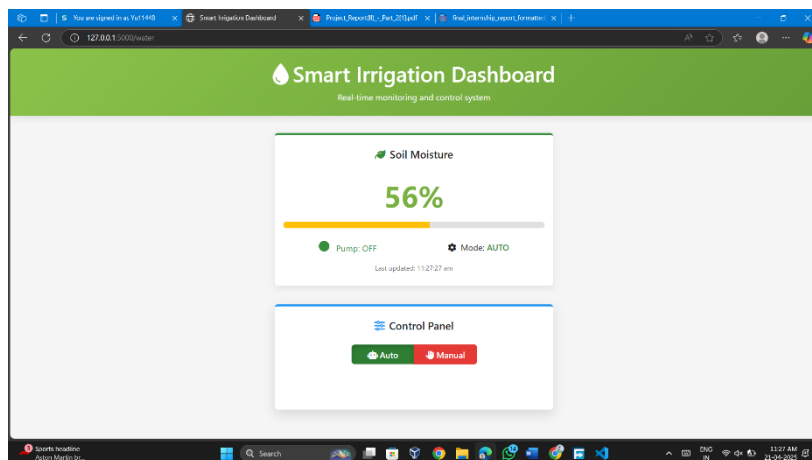 S You are signed in as Yo11440
Smart Irrigation Dashboard
Project_Report(8)_-_Part_2[1].pdf
final_internship_report_formatted
127.0.0.1:5000/water
Smart Irrigation Dashboard
Real-time monitoring and control system
Soil Moisture
56%
Pump: OFF
Mode: AUTO
Last updated: 11:27:27 am
Control Panel
Auto
Manual
3
Sports headline
Aston Martin br...
Search
ENG
IN
11:27 AM
21-04-2025